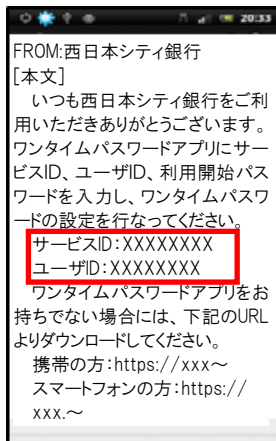 20:33
FROM:西日本シティ銀行
[本文]
　いつも西日本シティ銀行をご利
用いただきありがとうございます。
ワンタイムパスワードアプリにサー
ビスID、ユーザID、利用開始パス
ワードを入力し、ワンタイムパスワ
ードの設定を行なってください。
　サービスID:XXXXXXXX
　ユーザID:XXXXXXXX
　ワンタイムパスワードアプリをお
持ちでない場合には、下記のURL
よりダウンロードしてください。
　携帯の方:https://xxx～
　スマートフォンの方:https://
　xxx.～